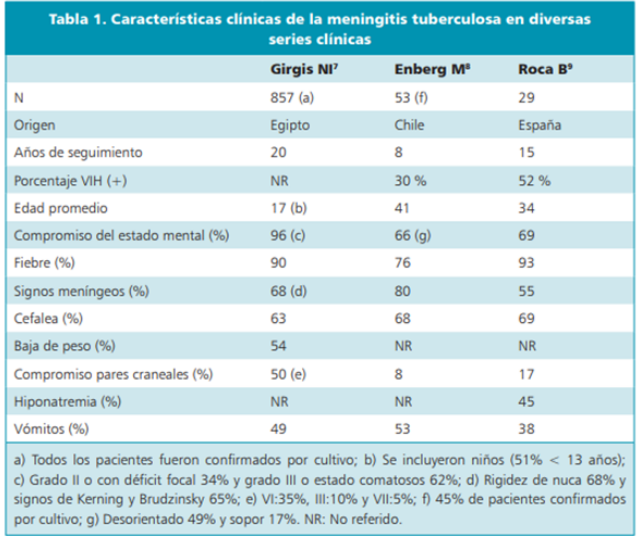 Tabla 1. Características clínicas de la meningitis tuberculosa en diversas
series clínicas
Girgis NI⁷ Enberg M⁸ Roca B⁹
N 857 (a) 53 (f) 29
Origen Egipto Chile España
Años de seguimiento 20 8 15
Porcentaje VIH (+) NR 30 % 52 %
Edad promedio 17 (b) 41 34
Compromiso del estado mental (%) 96 (c) 66 (g) 69
Fiebre (%) 90 76 93
Signos meníngeos (%) 68 (d) 80 55
Cefalea (%) 63 68 69
Baja de peso (%) 54 NR NR
Compromiso pares craneales (%) 50 (e) 8 17
Hiponatremia (%) NR NR 45
Vómitos (%) 49 53 38
a) Todos los pacientes fueron confirmados por cultivo; b) Se incluyeron niños (51% < 13 años);
c) Grado II o con déficit focal 34% y grado III o estado comatosos 62%; d) Rigidez de nuca 68% y
signos de Kerning y Brudzinsky 65%; e) VI:35%, III:10% y VII:5%; f) 45% de pacientes confirmados
por cultivo; g) Desorientado 49% y sopor 17%. NR: No referido.